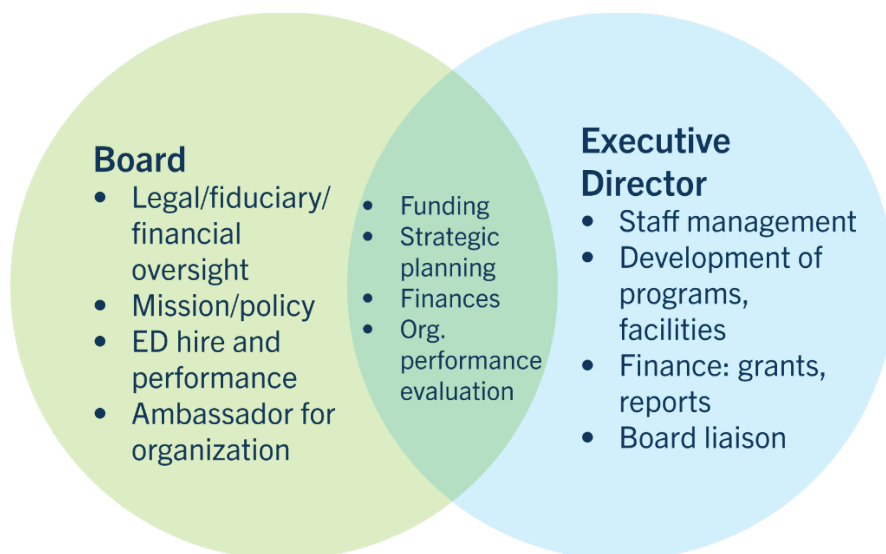 Board
• Legal/fiduciary/
financial
oversight
• Mission/policy
• ED hire and
performance
• Ambassador for
organization
• Funding
• Strategic
planning
• Finances
• Org.
performance
evaluation
Executive
Director
• Staff management
• Development of
programs,
facilities
• Finance: grants,
reports
• Board liaison